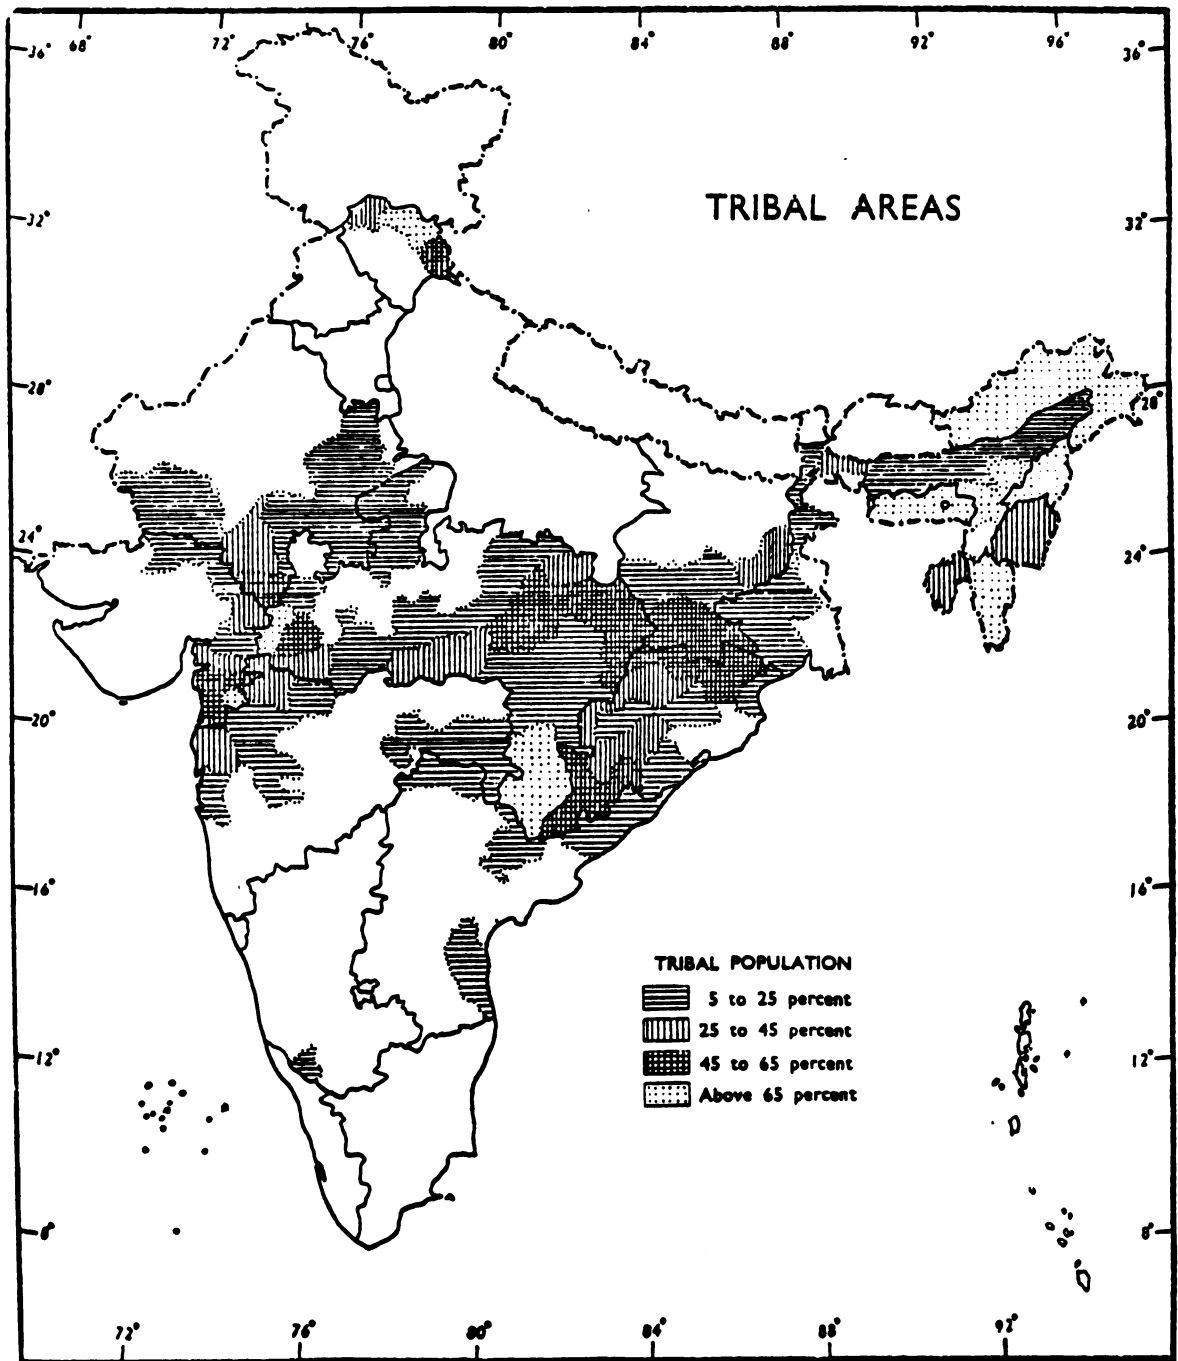 68° 72° 76° 80° 84° 88° 92° 96°
36° 36°
TRIBAL AREAS
32° 32°
28° 28°
24° 24°
20° 20°
16° 16°
TRIBAL POPULATION
5 to 25 percent
25 to 45 percent
45 to 65 percent
Above 65 percent
12° 12°
8° 8°
72° 76° 80° 84° 88° 92°